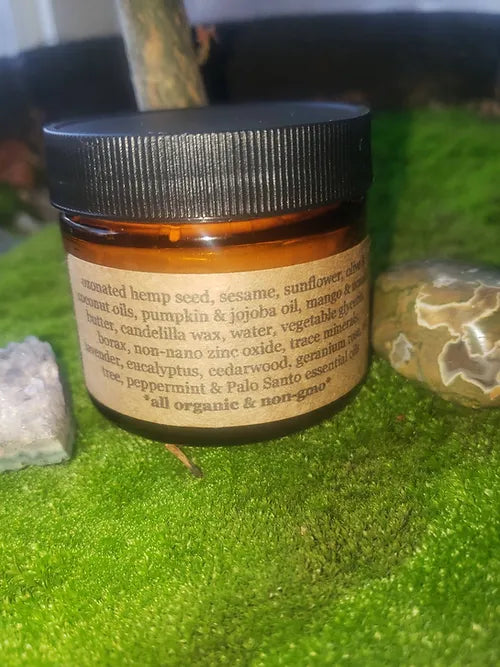 ozonated hemp seed, sesame, sunflower, olive &
coconut oils, pumpkin & jojoba oil, mango &
butter, candelilla wax, water, vegetable glycerin,
borax, non-nano zinc oxide, trace minerals,
lavender, eucalyptus, cedarwood, geranium
tree, peppermint & Palo Santo essential oils
*all organic & non-gmo*